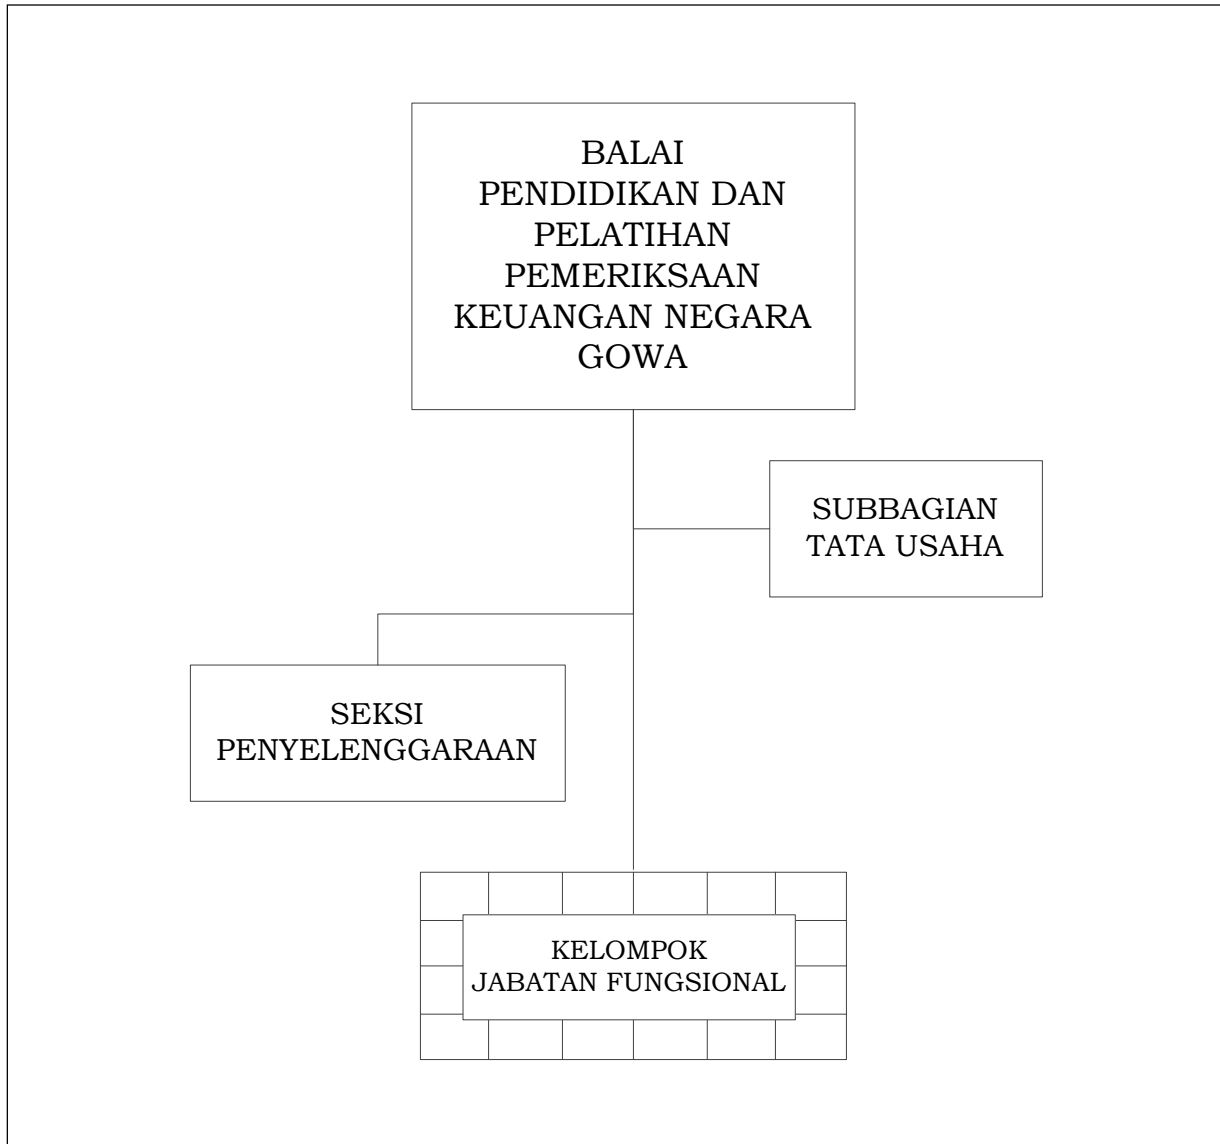 BALAI
PENDIDIKAN DAN
PELATIHAN
PEMERIKSAAN
KEUANGAN NEGARA
GOWA
SUBBAGIAN
TATA USAHA
SEKSI
PENYELENGGARAAN
KELOMPOK
JABATAN FUNGSIONAL